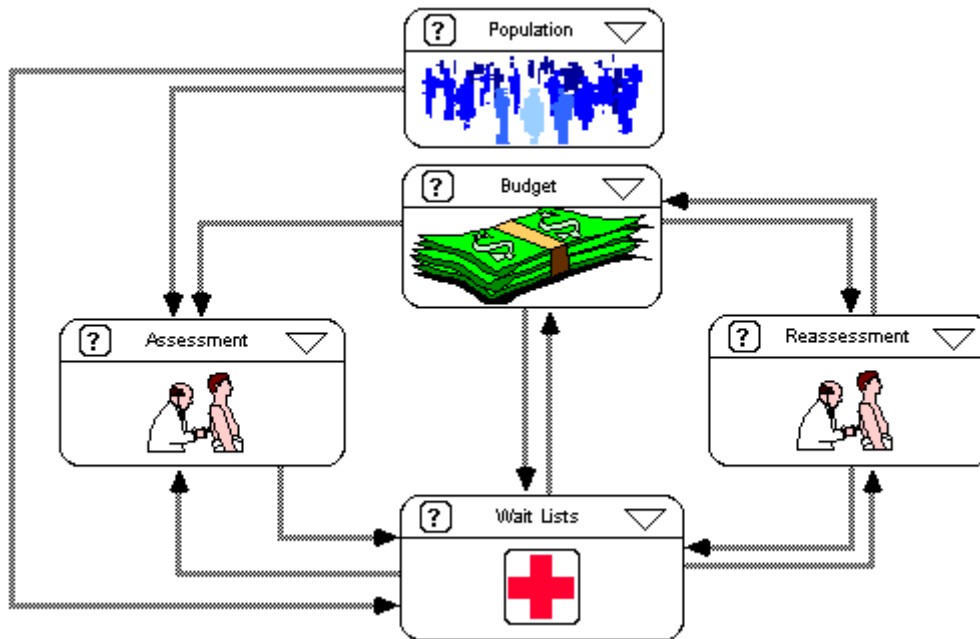 ? Population
? Budget
? Assessment
? Reassessment
? Wait Lists